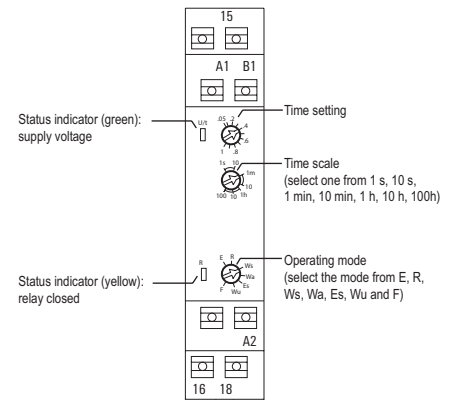 15
A1 B1
Status indicator (green):
supply voltage
U/t
.05 .2 .4 .6 .8 1
Time setting
1s 10 1m 10 1h 10 100
Time scale
(select one from 1 s, 10 s,
1 min, 10 min, 1 h, 10 h, 100h)
Status indicator (yellow):
relay closed
R
E R Ws Wa Es Wu F
Operating mode
(select the mode from E, R,
Ws, Wa, Es, Wu and F)
A2
16 18